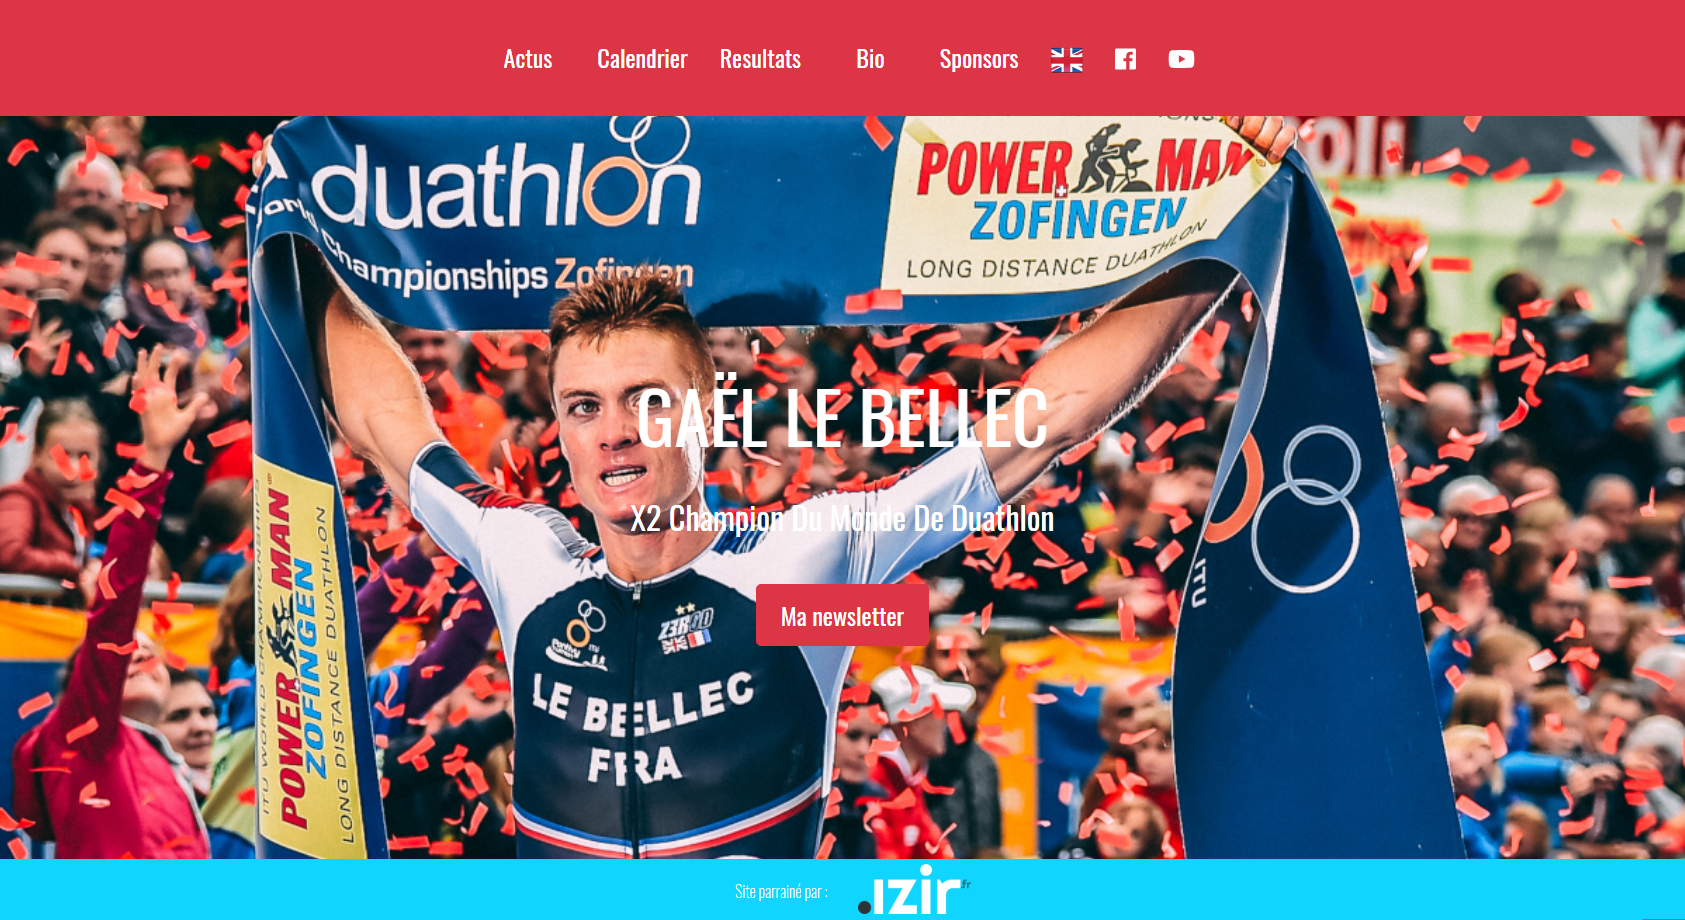 Actus Calendrier Resultats Bio Sponsors
duathlon
World Championships Zofingen
POWERMAN
ZOFINGEN
LONG DISTANCE DUATHLON
GAËL LE BELLEC
X2 Champion Du Monde De Duathlon
Ma newsletter
Z3R0D
LE BELLEC
FRA
ITU WORLD CHAMPIONSHIPS
POWERMAN
ZOFINGEN
LONG DISTANCE DUATHLON
ITU
Site parrainé par :
.ızir.fr